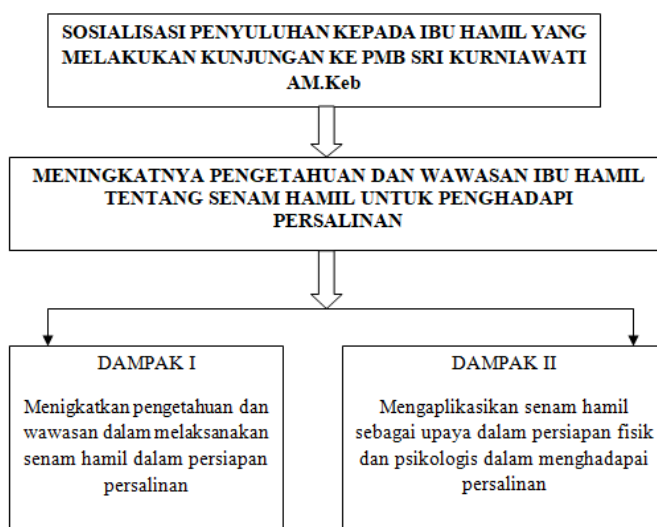 SOSIALISASI PENYULUHAN KEPADA IBU HAMIL YANG
MELAKUKAN KUNJUNGAN KE PMB SRI KURNIAWATI
AM.Keb
MENINGKATNYA PENGETAHUAN DAN WAWASAN IBU HAMIL
TENTANG SENAM HAMIL UNTUK PENGHADAPI
PERSALINAN
DAMPAK I
Menigkatkan pengetahuan dan
wawasan dalam melaksanakan
senam hamil dalam persiapan
persalinan
DAMPAK II
Mengaplikasikan senam hamil
sebagai upaya dalam persiapan fisik
dan psikologis dalam menghadapai
persalinan